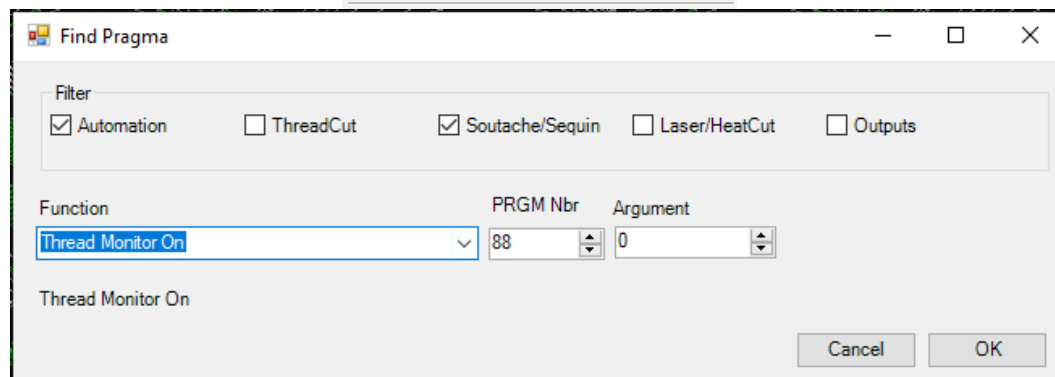 Find Pragma
Filter
Automation ThreadCut Soutache/Sequin Laser/HeatCut Outputs
Function PRGM Nbr Argument
Thread Monitor On 88 0
Thread Monitor On
Cancel OK